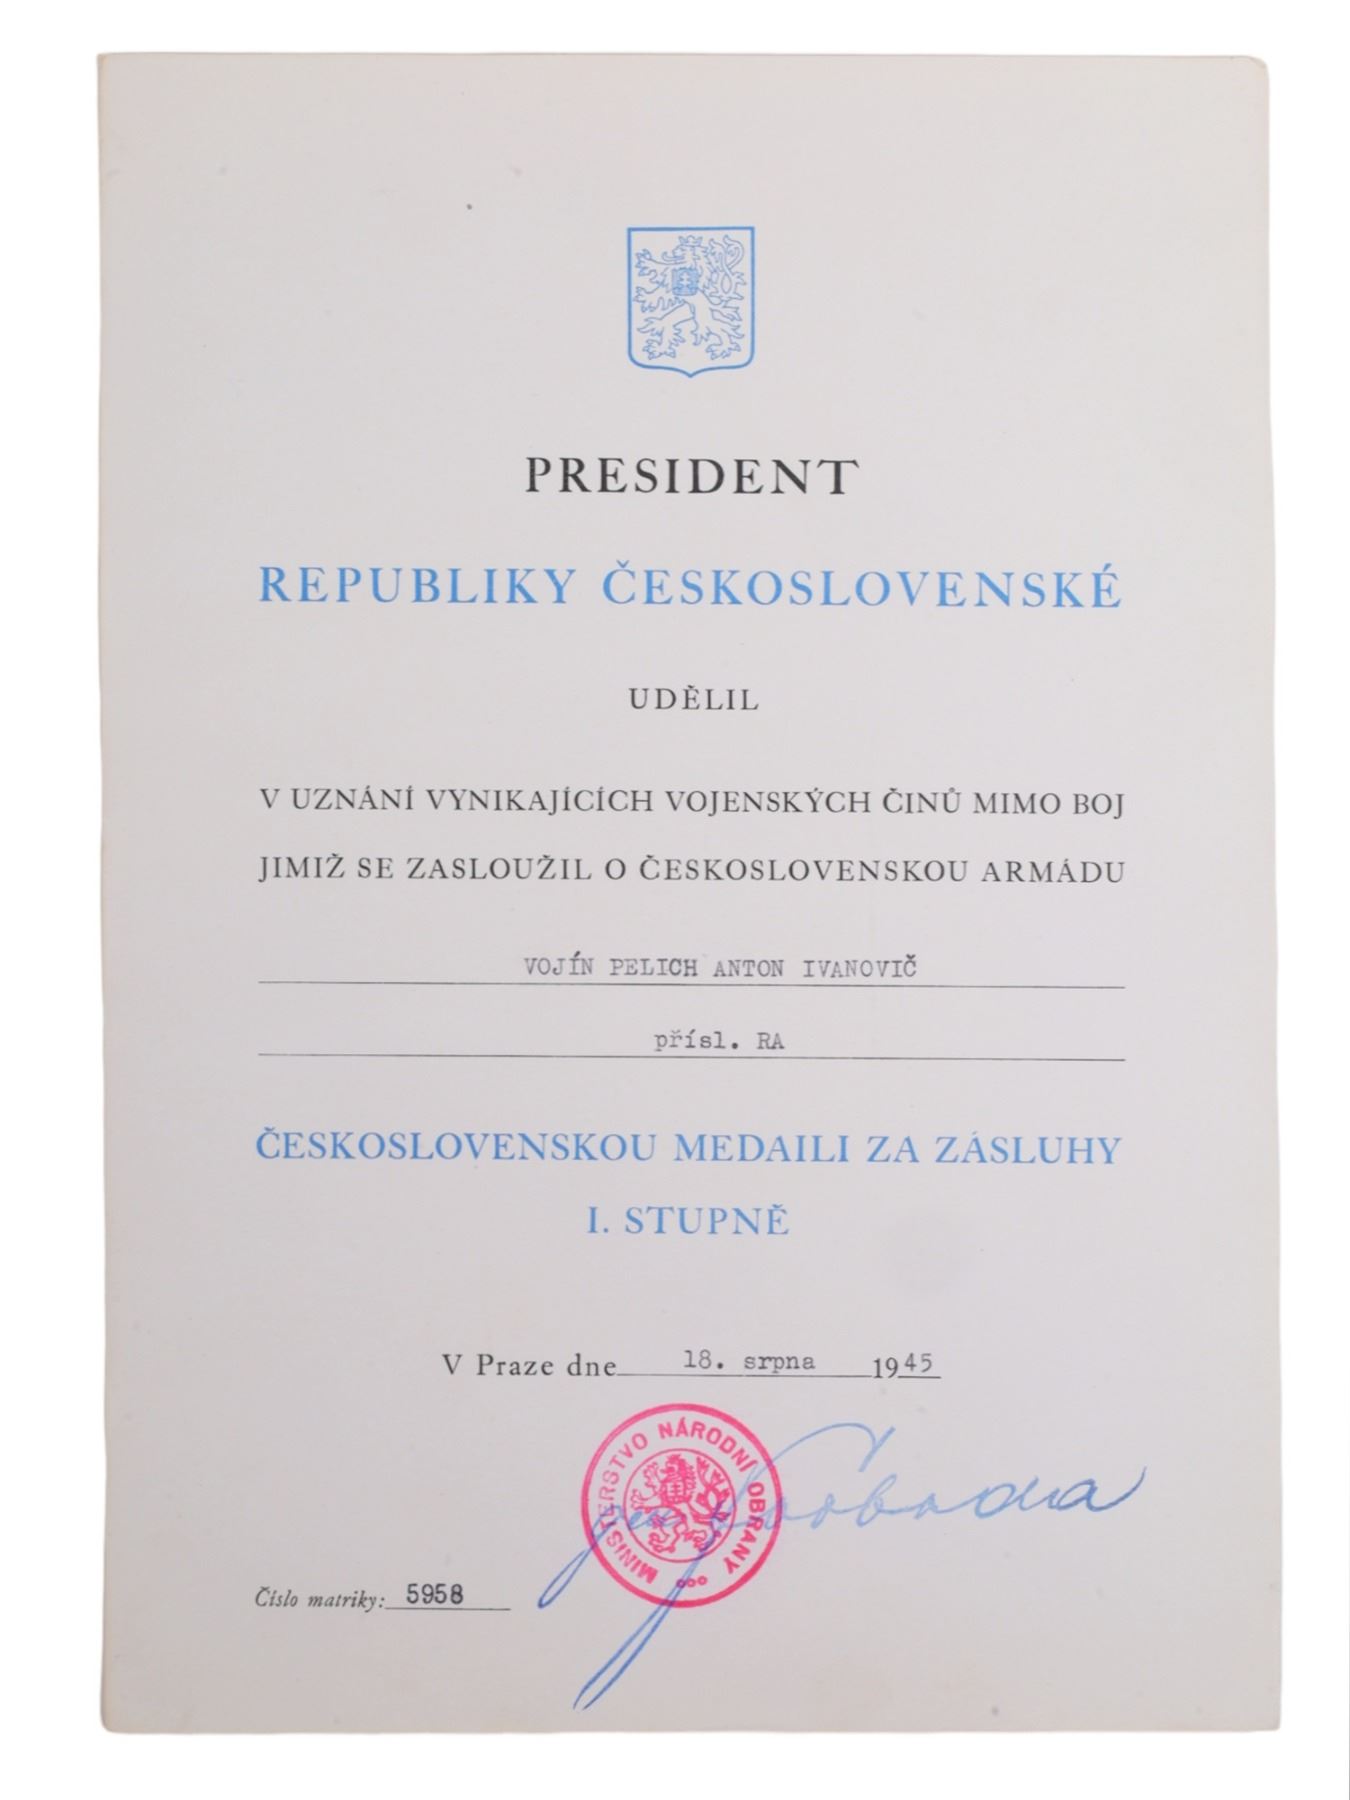 PRESIDENT
REPUBLIKY ČESKOSLOVENSKÉ
UDĚLIL
V UZNÁNÍ VYNIKAJÍCÍCH VOJENSKÝCH ČINŮ MIMO BOJ
JIMIŽ SE ZASLOUŽIL O ČESKOSLOVENSKOU ARMÁDU
VOJÍN PELICH ANTON IVANOVIČ
přísl. RA
ČESKOSLOVENSKOU MEDAILI ZA ZÁSLUHY
I. STUPNĚ
V Praze dne 18. srpna 1945
MINISTERSTVO NÁRODNÍ OBRANY
Svoboda
Číslo matriky: 5958